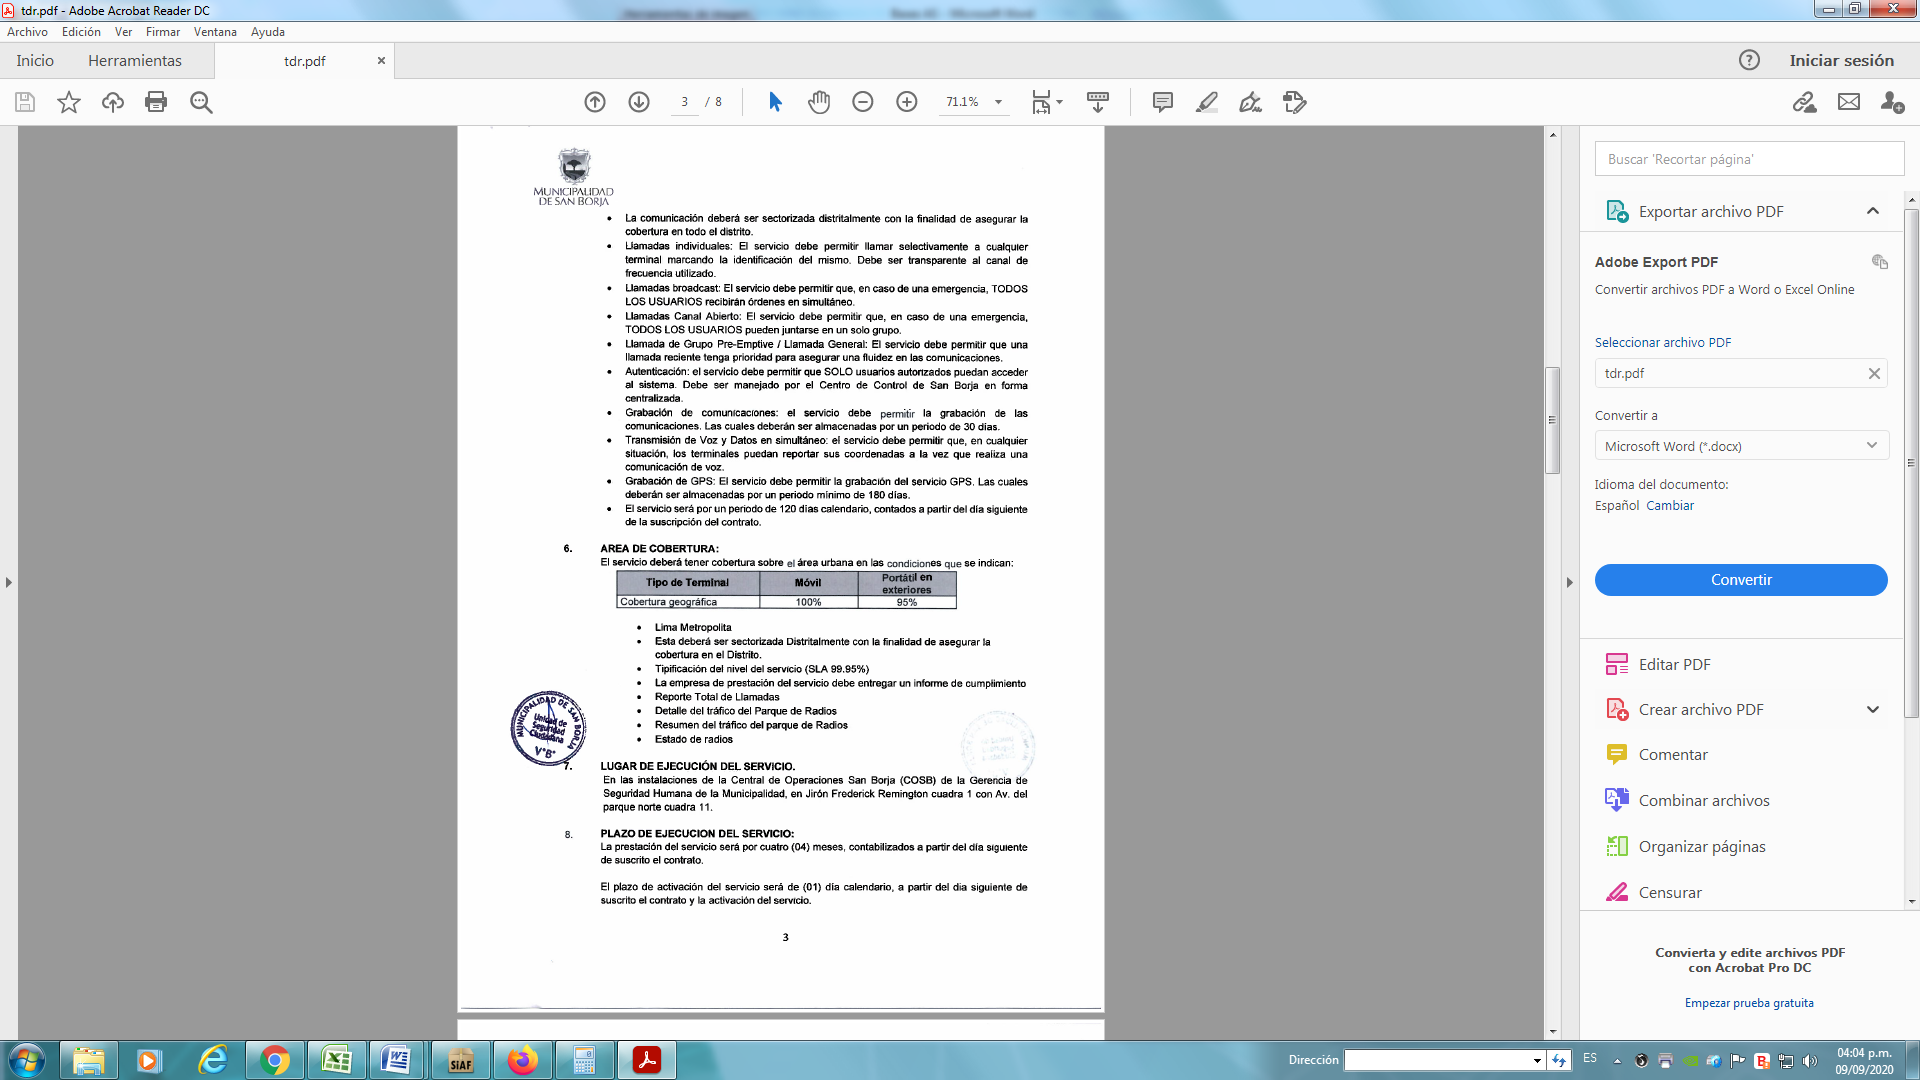 tdr.pdf - Adobe Acrobat Reader DC
Archivo Edición Ver Firmar Ventana Ayuda
Inicio Herramientas tdr.pdf
Iniciar sesión
3 / 8 71.1%
MUNICIPALIDAD
DE SAN BORJA
• La comunicación deberá ser sectorizada distritalmente con la finalidad de asegurar la
cobertura en todo el distrito.
• Llamadas individuales: El servicio debe permitir llamar selectivamente a cualquier
terminal marcando la identificación del mismo. Debe ser transparente al canal de
frecuencia utilizado.
• Llamadas broadcast: El servicio debe permitir que, en caso de una emergencia, TODOS
LOS USUARIOS recibirán órdenes en simultáneo.
• Llamadas Canal Abierto: El servicio debe permitir que, en caso de una emergencia,
TODOS LOS USUARIOS pueden juntarse en un solo grupo.
• Llamada de Grupo Pre-Emptive / Llamada General: El servicio debe permitir que una
llamada reciente tenga prioridad para asegurar una fluidez en las comunicaciones.
• Autenticación: el servicio debe permitir que SOLO usuarios autorizados puedan acceder
al sistema. Debe ser manejado por el Centro de Control de San Borja en forma
centralizada.
• Grabación de comunicaciones: el servicio debe permitir la grabación de las
comunicaciones. Las cuales deberán ser almacenadas por un periodo de 30 días.
• Transmisión de Voz y Datos en simultáneo: el servicio debe permitir que, en cualquier
situación, los terminales puedan reportar sus coordenadas a la vez que realiza una
comunicación de voz.
• Grabación de GPS: El servicio debe permitir la grabación del servicio GPS. Las cuales
deberán ser almacenadas por un periodo mínimo de 180 días.
• El servicio será por un periodo de 120 días calendario, contados a partir del día siguiente
de la suscripción del contrato.
6. AREA DE COBERTURA:
El servicio deberá tener cobertura sobre el área urbana en las condiciones que se indican:
Tipo de Terminal Móvil Portátil en exteriores
Cobertura geográfica 100% 95%
• Lima Metropolita
• Esta deberá ser sectorizada Distritalmente con la finalidad de asegurar la
cobertura en el Distrito.
• Tipificación del nivel del servicio (SLA 99.95%)
• La empresa de prestación del servicio debe entregar un informe de cumplimiento
• Reporte Total de Llamadas
• Detalle del tráfico del Parque de Radios
• Resumen del tráfico del parque de Radios
• Estado de radios
MUNICIPALIDAD DE SAN BORJA
Unidad de
Seguridad
Ciudadana
V°B°
7. LUGAR DE EJECUCIÓN DEL SERVICIO.
En las instalaciones de la Central de Operaciones San Borja (COSB) de la Gerencia de
Seguridad Humana de la Municipalidad, en Jirón Frederick Remington cuadra 1 con Av. del
parque norte cuadra 11.
8. PLAZO DE EJECUCION DEL SERVICIO:
La prestación del servicio será por cuatro (04) meses, contabilizados a partir del día siguiente
de suscrito el contrato.
El plazo de activación del servicio será de (01) día calendario, a partir del dia siguiente de
suscrito el contrato y la activación del servicio.
3
Buscar 'Recortar página'
Exportar archivo PDF
Adobe Export PDF
Convertir archivos PDF a Word o Excel Online
Seleccionar archivo PDF
tdr.pdf
Convertir a
Microsoft Word (*.docx)
Idioma del documento:
Español Cambiar
Convertir
Editar PDF
Crear archivo PDF
Comentar
Combinar archivos
Organizar páginas
Censurar
Convierta y edite archivos PDF
con Acrobat Pro DC
Empezar prueba gratuita
SIAF
Dirección
ES
04:04 p.m.
09/09/2020